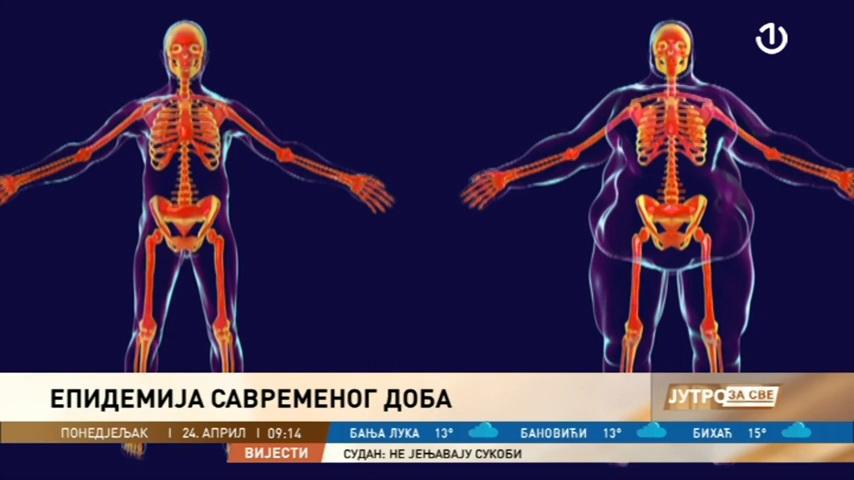 ЕПИДЕМИЈА САВРЕМЕНОГ ДОБА
ЈУТРО ЗА СВЕ
ПОНЕДЈЕЉАК | 24. АПРИЛ | 09:14
БАЊА ЛУКА 13° БАНОВИЋИ 13° БИХАЋ 15°
ВИЈЕСТИ СУДАН: НЕ ЈЕЊАВАЈУ СУКОБИ